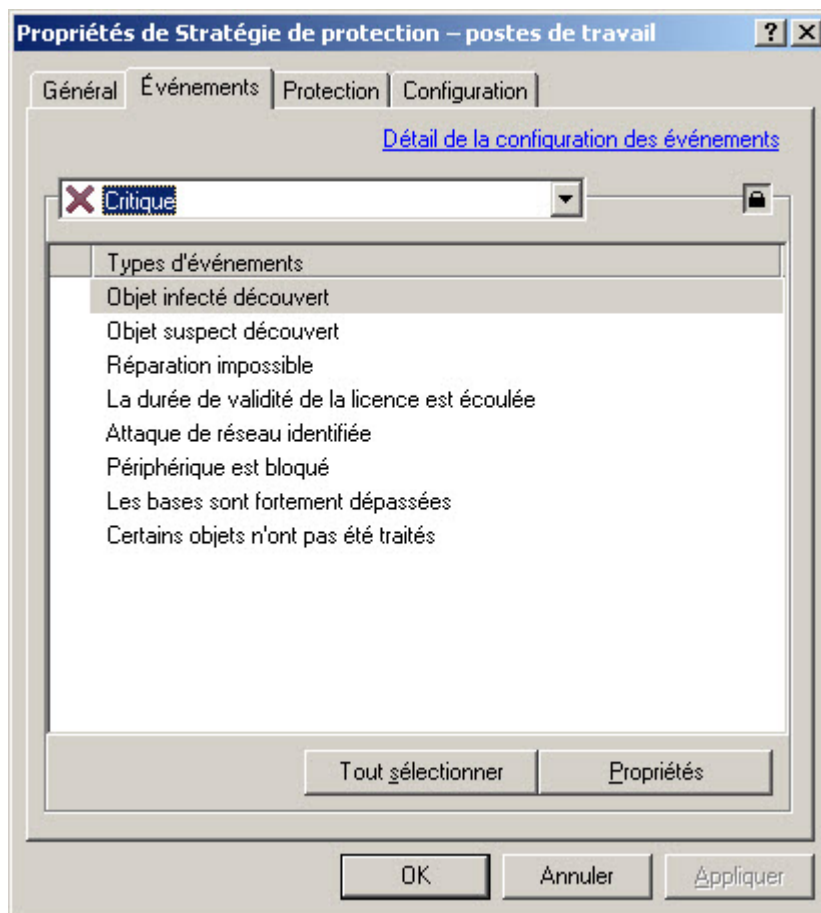 Propriétés de Stratégie de protection – postes de travail
Général Événements Protection Configuration
Détail de la configuration des événements
Critique
Types d'événements
Objet infecté découvert
Objet suspect découvert
Réparation impossible
La durée de validité de la licence est écoulée
Attaque de réseau identifiée
Périphérique est bloqué
Les bases sont fortement dépassées
Certains objets n'ont pas été traités
Tout sélectionner Propriétés
OK Annuler Appliquer